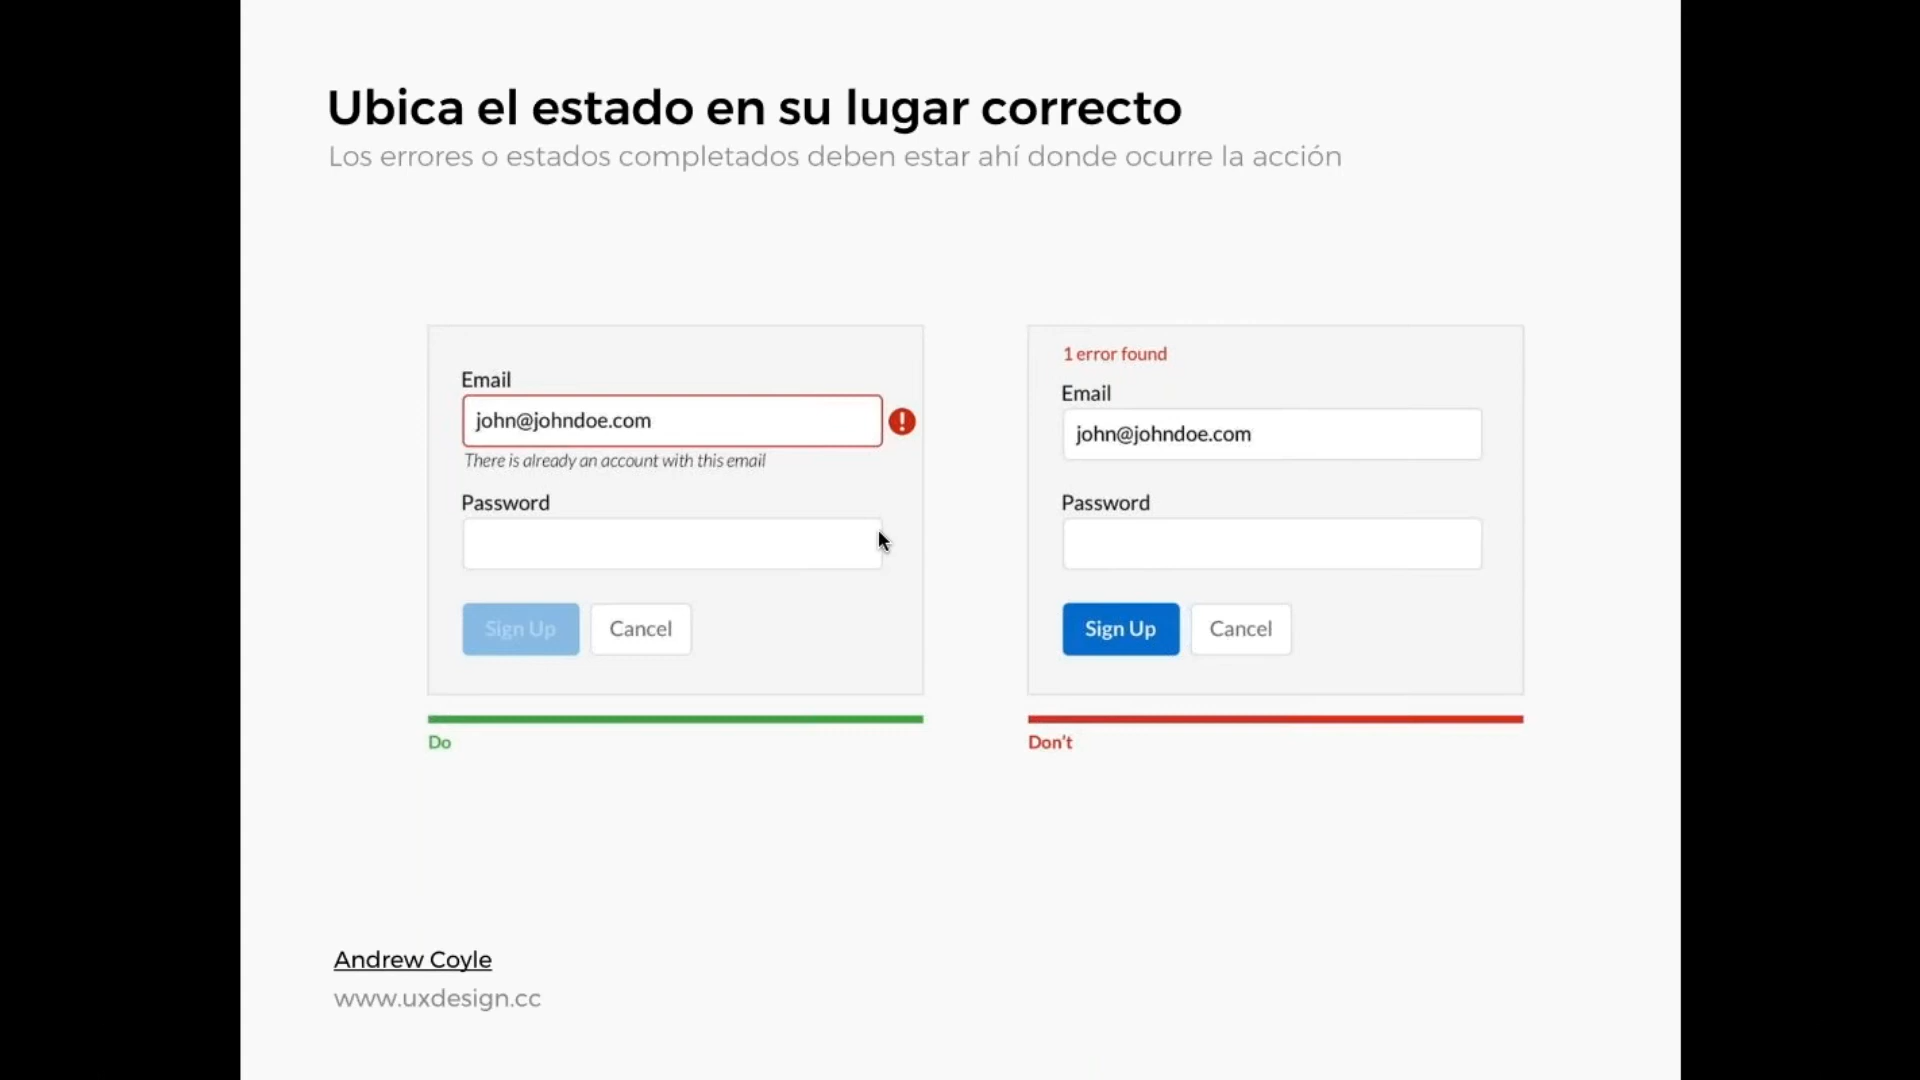 Ubica el estado en su lugar correcto
Los errores o estados completados deben estar ahí donde ocurre la acción
Email
john@johndoe.com
There is already an account with this email
Password
Sign Up
Cancel
Do
1 error found
Email
john@johndoe.com
Password
Sign Up
Cancel
Don't
Andrew Coyle
www.uxdesign.cc